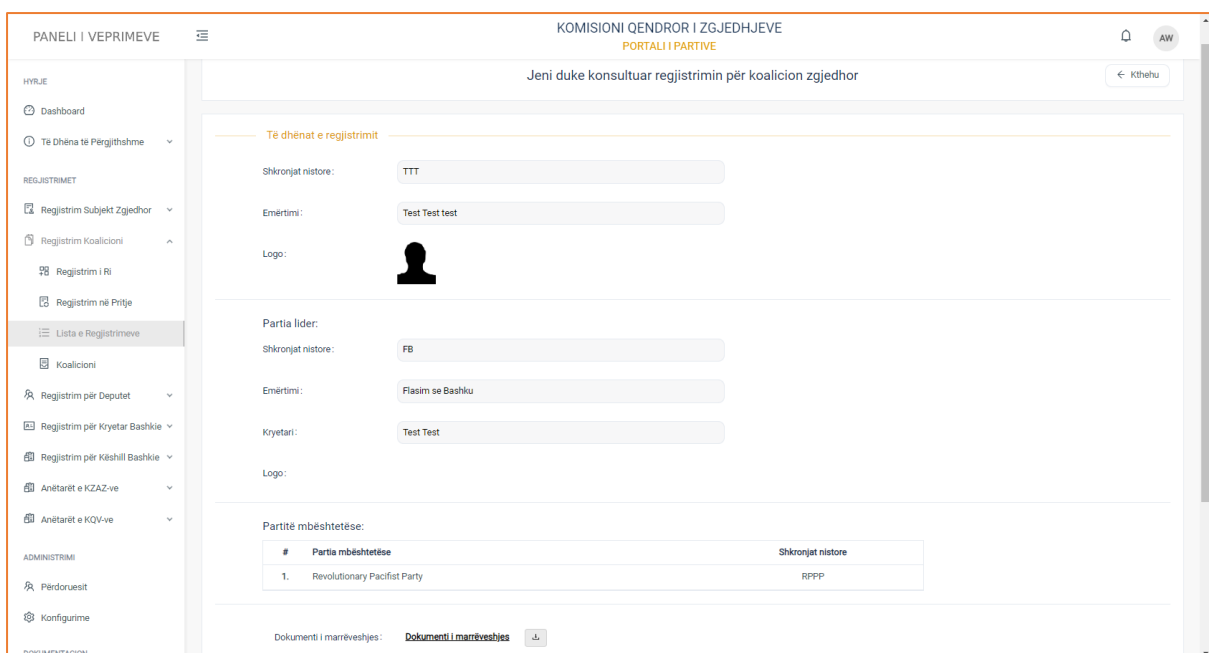 PANELI I VEPRIMEVE
KOMISIONI QENDROR I ZGJEDHJEVE
PORTALI I PARTIVE
AW
HYRJE
Dashboard
Të Dhëna të Përgjithshme
REGJISTRIMET
Regjistrim Subjekt Zgjedhor
Regjistrim Koalicioni
Regjistrim i Ri
Regjistrim në Pritje
Lista e Regjistrimeve
Koalicioni
Regjistrim për Deputet
Regjistrim për Kryetar Bashkie
Regjistrim për Këshill Bashkie
Anëtarët e KZAZ-ve
Anëtarët e KQV-ve
ADMINISTRIMI
Përdoruesit
Konfigurime
DOKUMENTACION
Jeni duke konsultuar regjistrimin për koalicion zgjedhor
Kthehu
Të dhënat e regjistrimit
Shkronjat nistore: TTT
Emërtimi: Test Test test
Logo:
Partia lider:
Shkronjat nistore: FB
Emërtimi: Flasim se Bashku
Kryetari: Test Test
Logo:
Partitë mbështetëse:
# Partia mbështetëse Shkronjat nistore
1. Revolutionary Pacifist Party RPPP
Dokumenti i marrëveshjes: Dokumenti i marrëveshjes